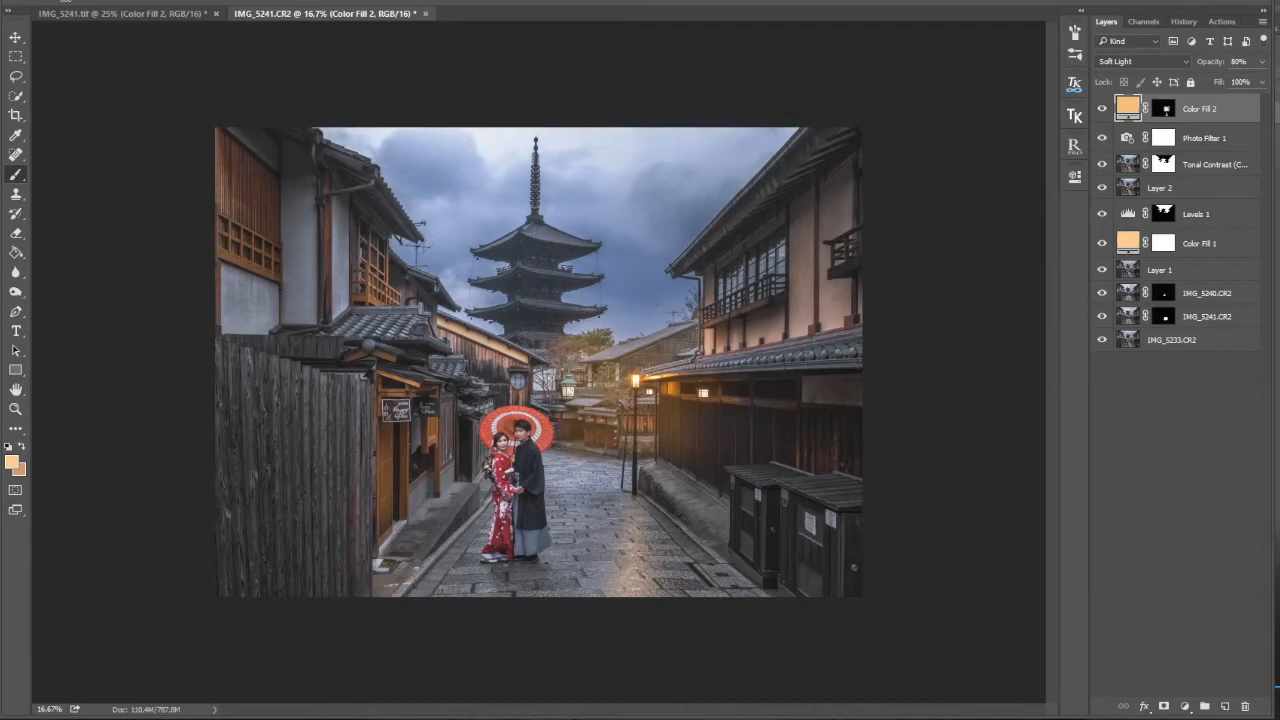 IMG_5241.tif @ 25% (Color Fill 2, RGB/16) *
IMG_5241.CR2 @ 16.7% (Color Fill 2, RGB/16) *
Layers
Channels
History
Actions
Kind
Soft Light
Opacity: 80%
Lock:
Fill: 100%
TK
TK
R
Color Fill 2
Photo Filter 1
Tonal Contrast (C...
Layer 2
Levels 1
Color Fill 1
Layer 1
IMG_5240.CR2
IMG_5241.CR2
IMG_5233.CR2
16.67%
Doc: 110.4M/787.8M
fx